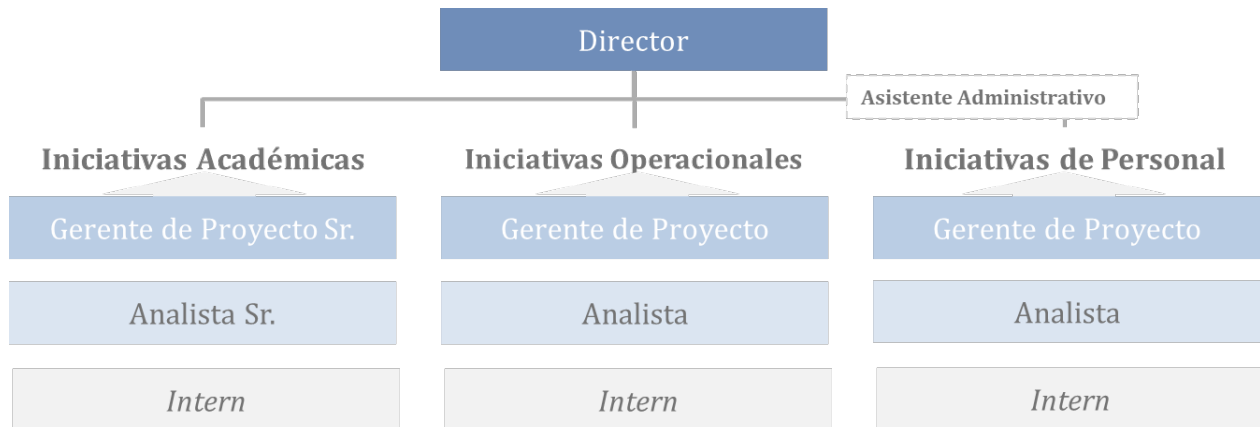 Director
Asistente Administrativo
Iniciativas Académicas
Iniciativas Operacionales
Iniciativas de Personal
Gerente de Proyecto Sr.
Gerente de Proyecto
Gerente de Proyecto
Analista Sr.
Analista
Analista
Intern
Intern
Intern